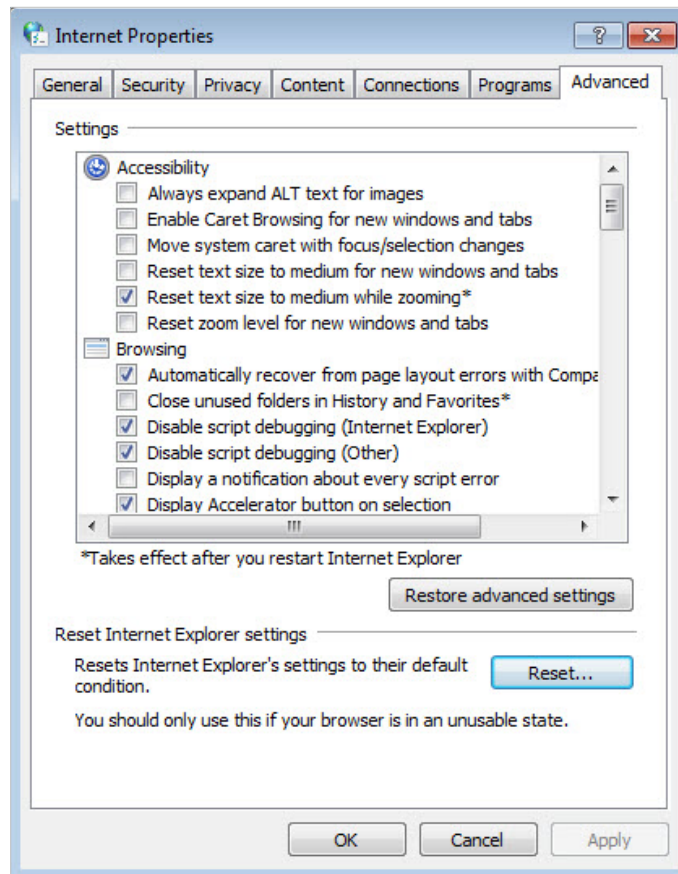 Internet Properties
General Security Privacy Content Connections Programs Advanced
Settings
Accessibility
Always expand ALT text for images
Enable Caret Browsing for new windows and tabs
Move system caret with focus/selection changes
Reset text size to medium for new windows and tabs
Reset text size to medium while zooming*
Reset zoom level for new windows and tabs
Browsing
Automatically recover from page layout errors with Compa
Close unused folders in History and Favorites*
Disable script debugging (Internet Explorer)
Disable script debugging (Other)
Display a notification about every script error
Display Accelerator button on selection
*Takes effect after you restart Internet Explorer
Restore advanced settings
Reset Internet Explorer settings
Resets Internet Explorer's settings to their default
condition.
Reset...
You should only use this if your browser is in an unusable state.
OK Cancel Apply